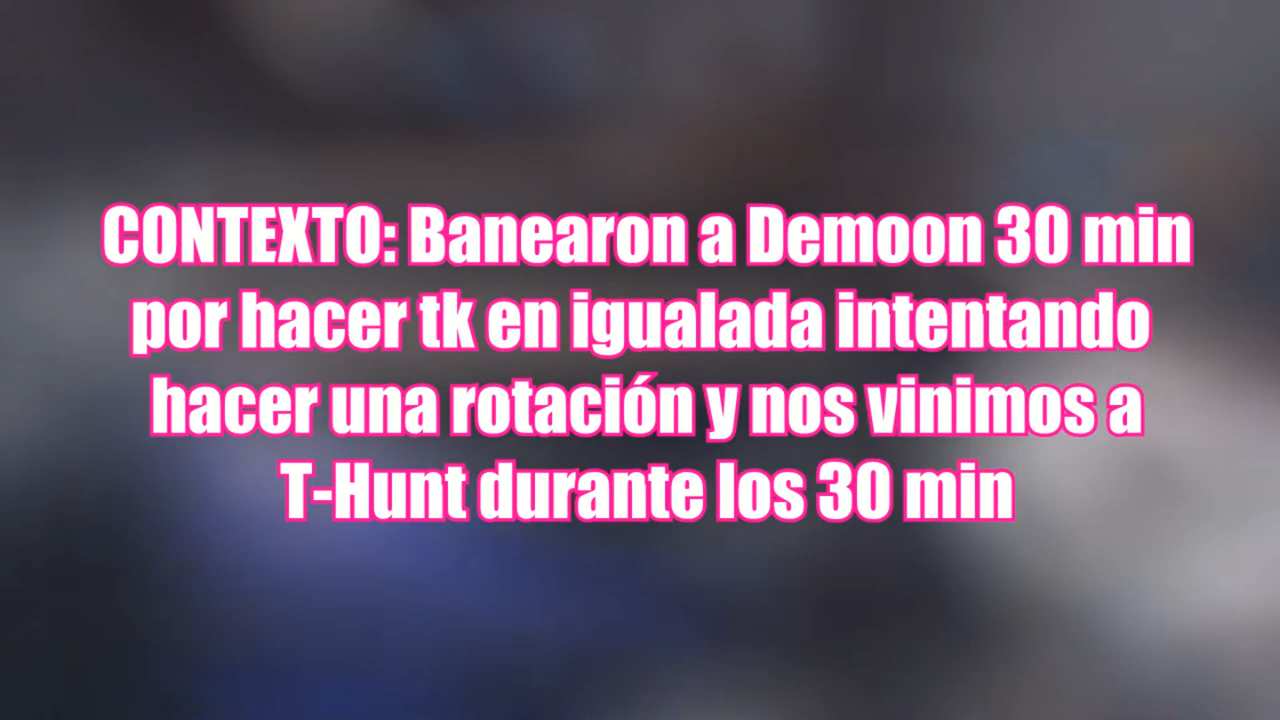 CONTEXTO: Banearon a Demoon 30 min
por hacer tk en igualada intentando
hacer una rotación y nos vinimos a
T-Hunt durante los 30 min